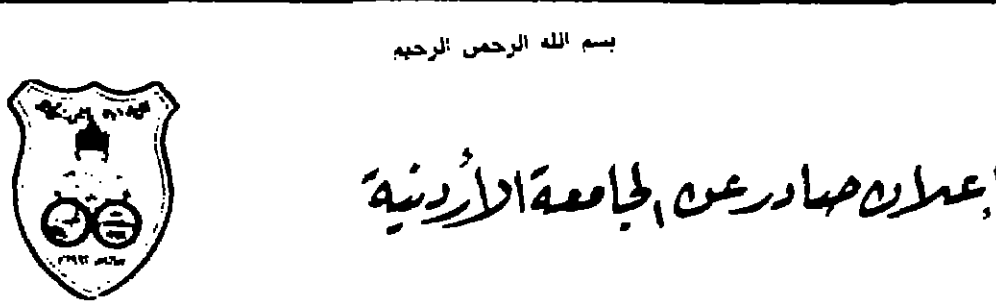 بسم الله الرحمن الرحيم
إعلان صادر عن الجامعة الأردنية